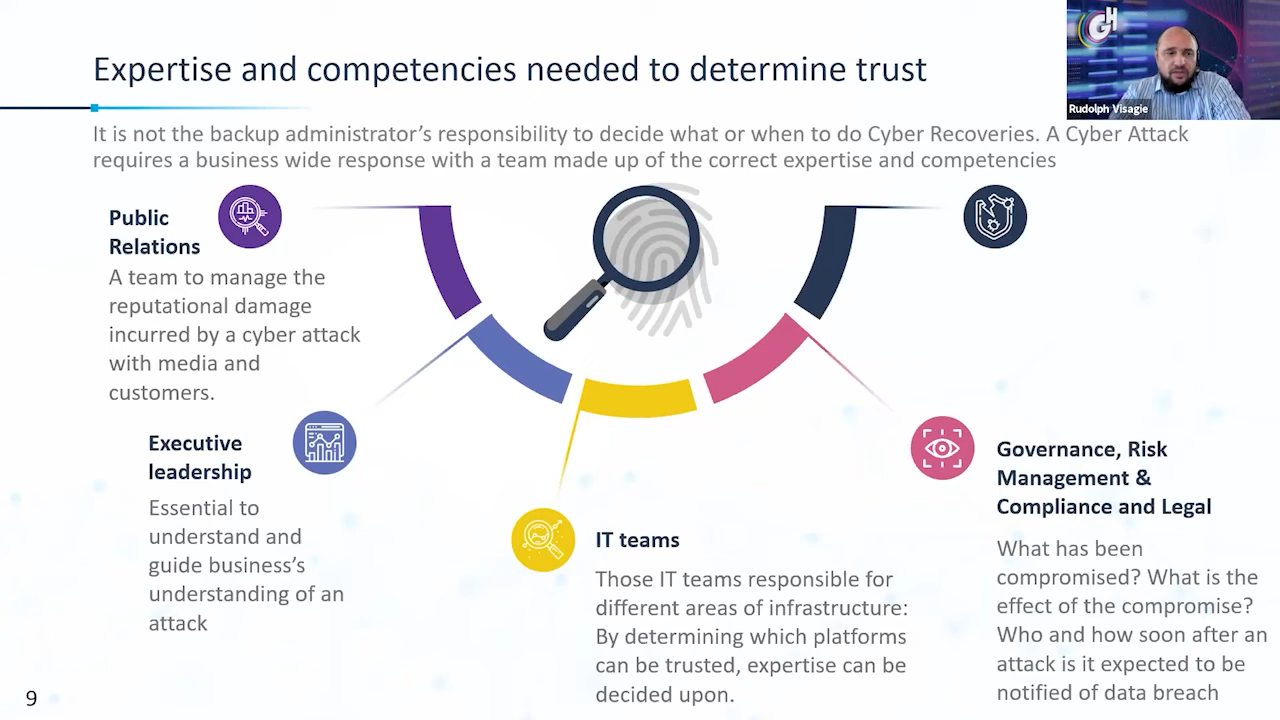 Expertise and competencies needed to determine trust
GH
Rudolph Visagie
It is not the backup administrator’s responsibility to decide what or when to do Cyber Recoveries. A Cyber Attack
requires a business wide response with a team made up of the correct expertise and competencies
Public
Relations
A team to manage the
reputational damage
incurred by a cyber attack
with media and
customers.
Executive
leadership
Essential to
understand and
guide business’s
understanding of an
attack
IT teams
Those IT teams responsible for
different areas of infrastructure:
By determining which platforms
can be trusted, expertise can be
decided upon.
Governance, Risk
Management &
Compliance and Legal
What has been
compromised? What is the
effect of the compromise?
Who and how soon after an
attack is it expected to be
notified of data breach
9